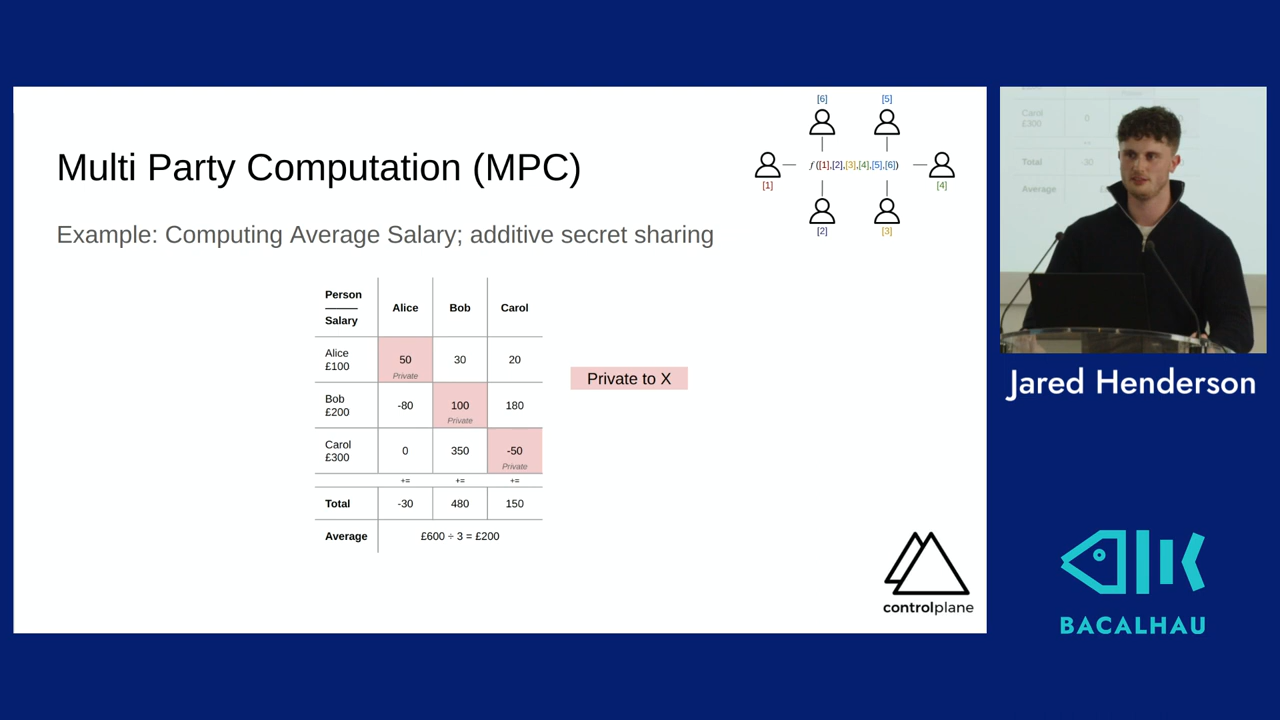 [6] [5]
Multi Party Computation (MPC)
f ([1],[2],[3],[4],[5],[6])
[1] [4]
[2] [3]
Example: Computing Average Salary; additive secret sharing
Person Alice Bob Carol
Salary
Alice
£100 50 30 20
Private
Bob
£200 -80 100 180
Private
Carol
£300 0 350 -50
Private
+= += +=
Total -30 480 150
Average £600 ÷ 3 = £200
Private to X
controlplane
Carol
£300 0
Total -30
Average
Jared Henderson
BACALHAU